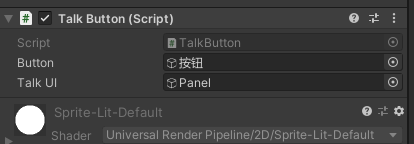 Talk Button (Script)
Script TalkButton
Button 按钮
Talk UI Panel
Sprite-Lit-Default
Shader Universal Render Pipeline/2D/Sprite-Lit-Default